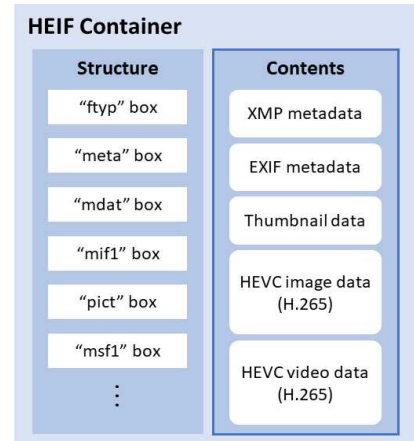 HEIF Container
Structure
“ftyp” box
“meta” box
“mdat” box
“mif1” box
“pict” box
“msf1” box
⋮
Contents
XMP metadata
EXIF metadata
Thumbnail data
HEVC image data
(H.265)
HEVC video data
(H.265)